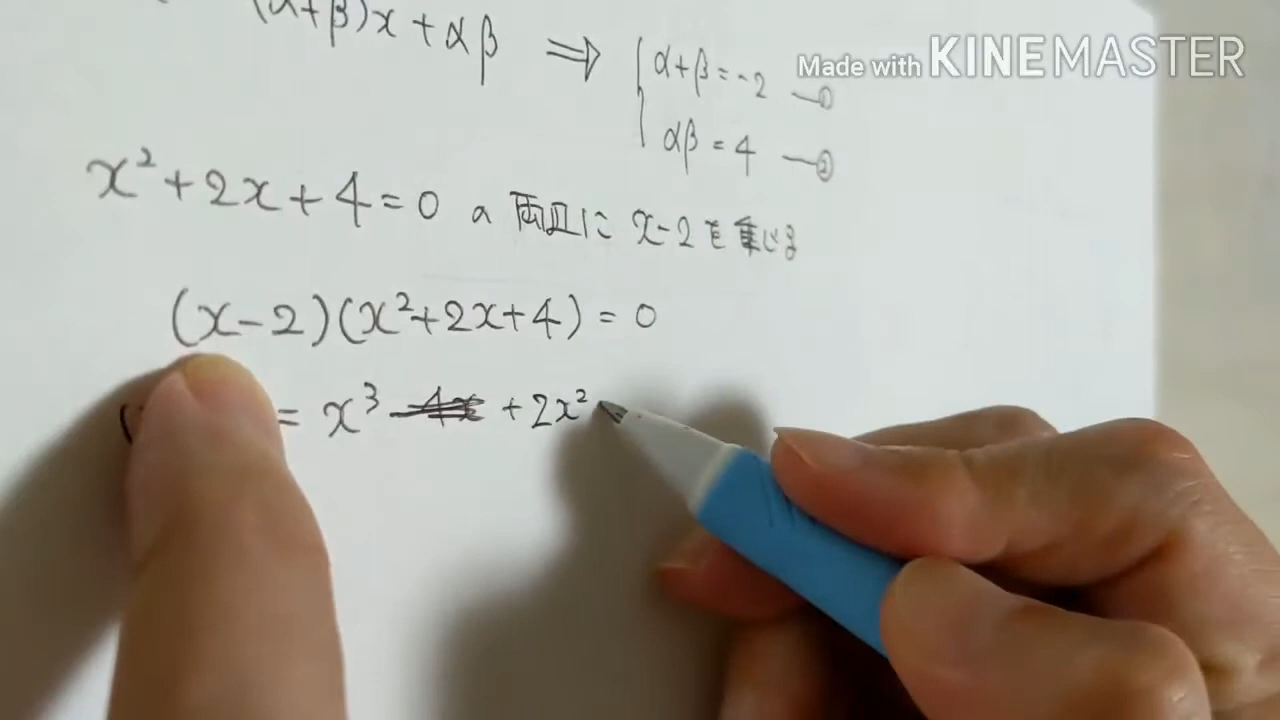 (α+β)x+αβ ⇒ { α+β=-2 —①
αβ=4 —②
Made with KINEMASTER
x²+2x+4=0 の両辺に x-2を乗じる
(x-2)(x²+2x+4)=0
= x³ -4x +2x²